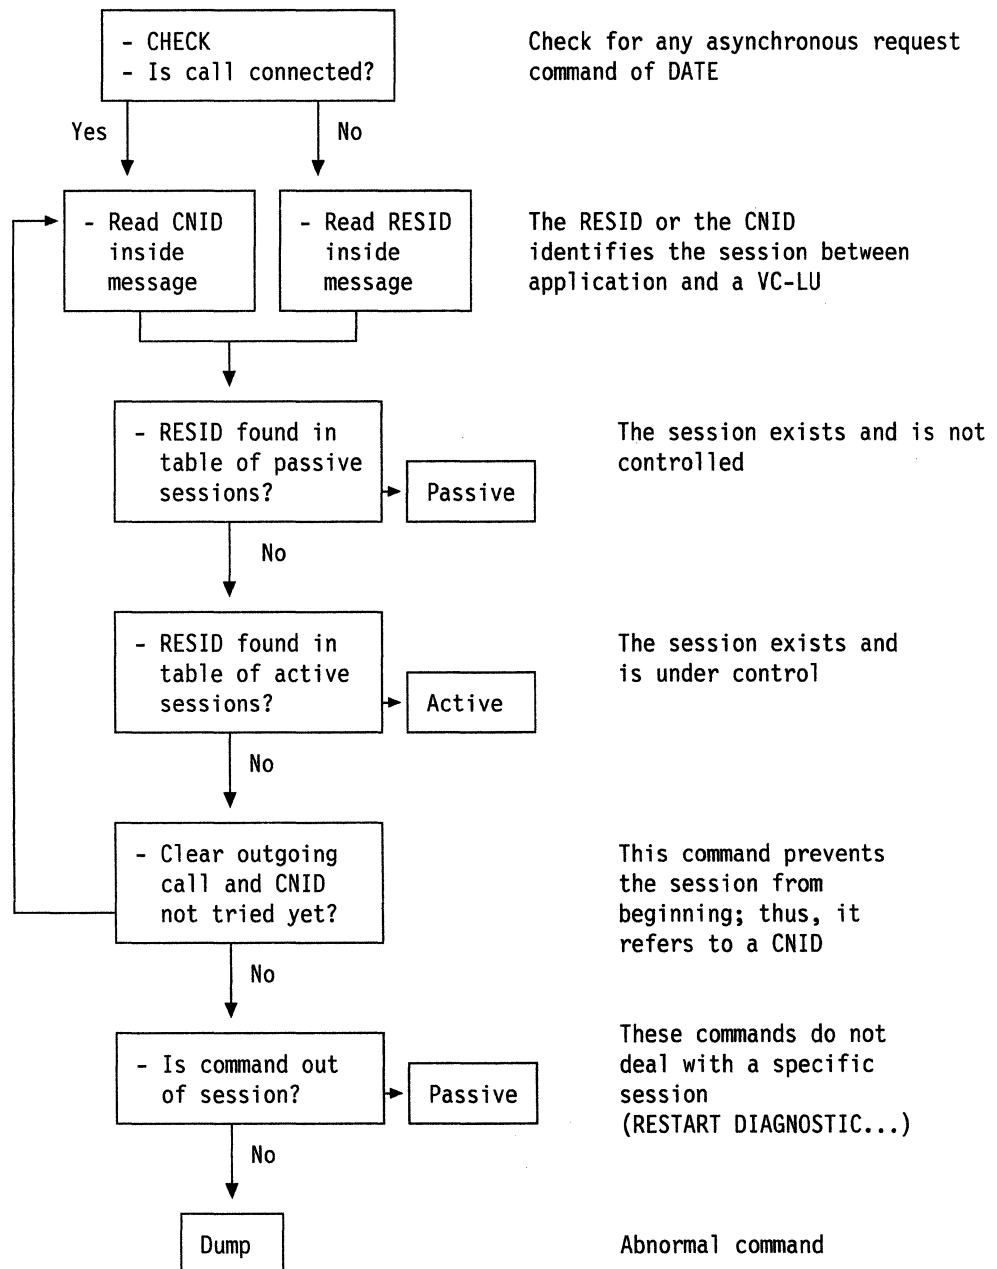 - CHECK
- Is call connected?
Check for any asynchronous request
command of DATE
Yes
No
- Read CNID
inside
message
- Read RESID
inside
message
The RESID or the CNID
identifies the session between
application and a VC-LU
- RESID found in
table of passive
sessions?
Passive
The session exists and is not
controlled
No
- RESID found in
table of active
sessions?
Active
The session exists and
is under control
No
- Clear outgoing
call and CNID
not tried yet?
This command prevents
the session from
beginning; thus, it
refers to a CNID
No
- Is command out
of session?
Passive
These commands do not
deal with a specific
session
(RESTART DIAGNOSTIC...)
No
Dump
Abnormal command